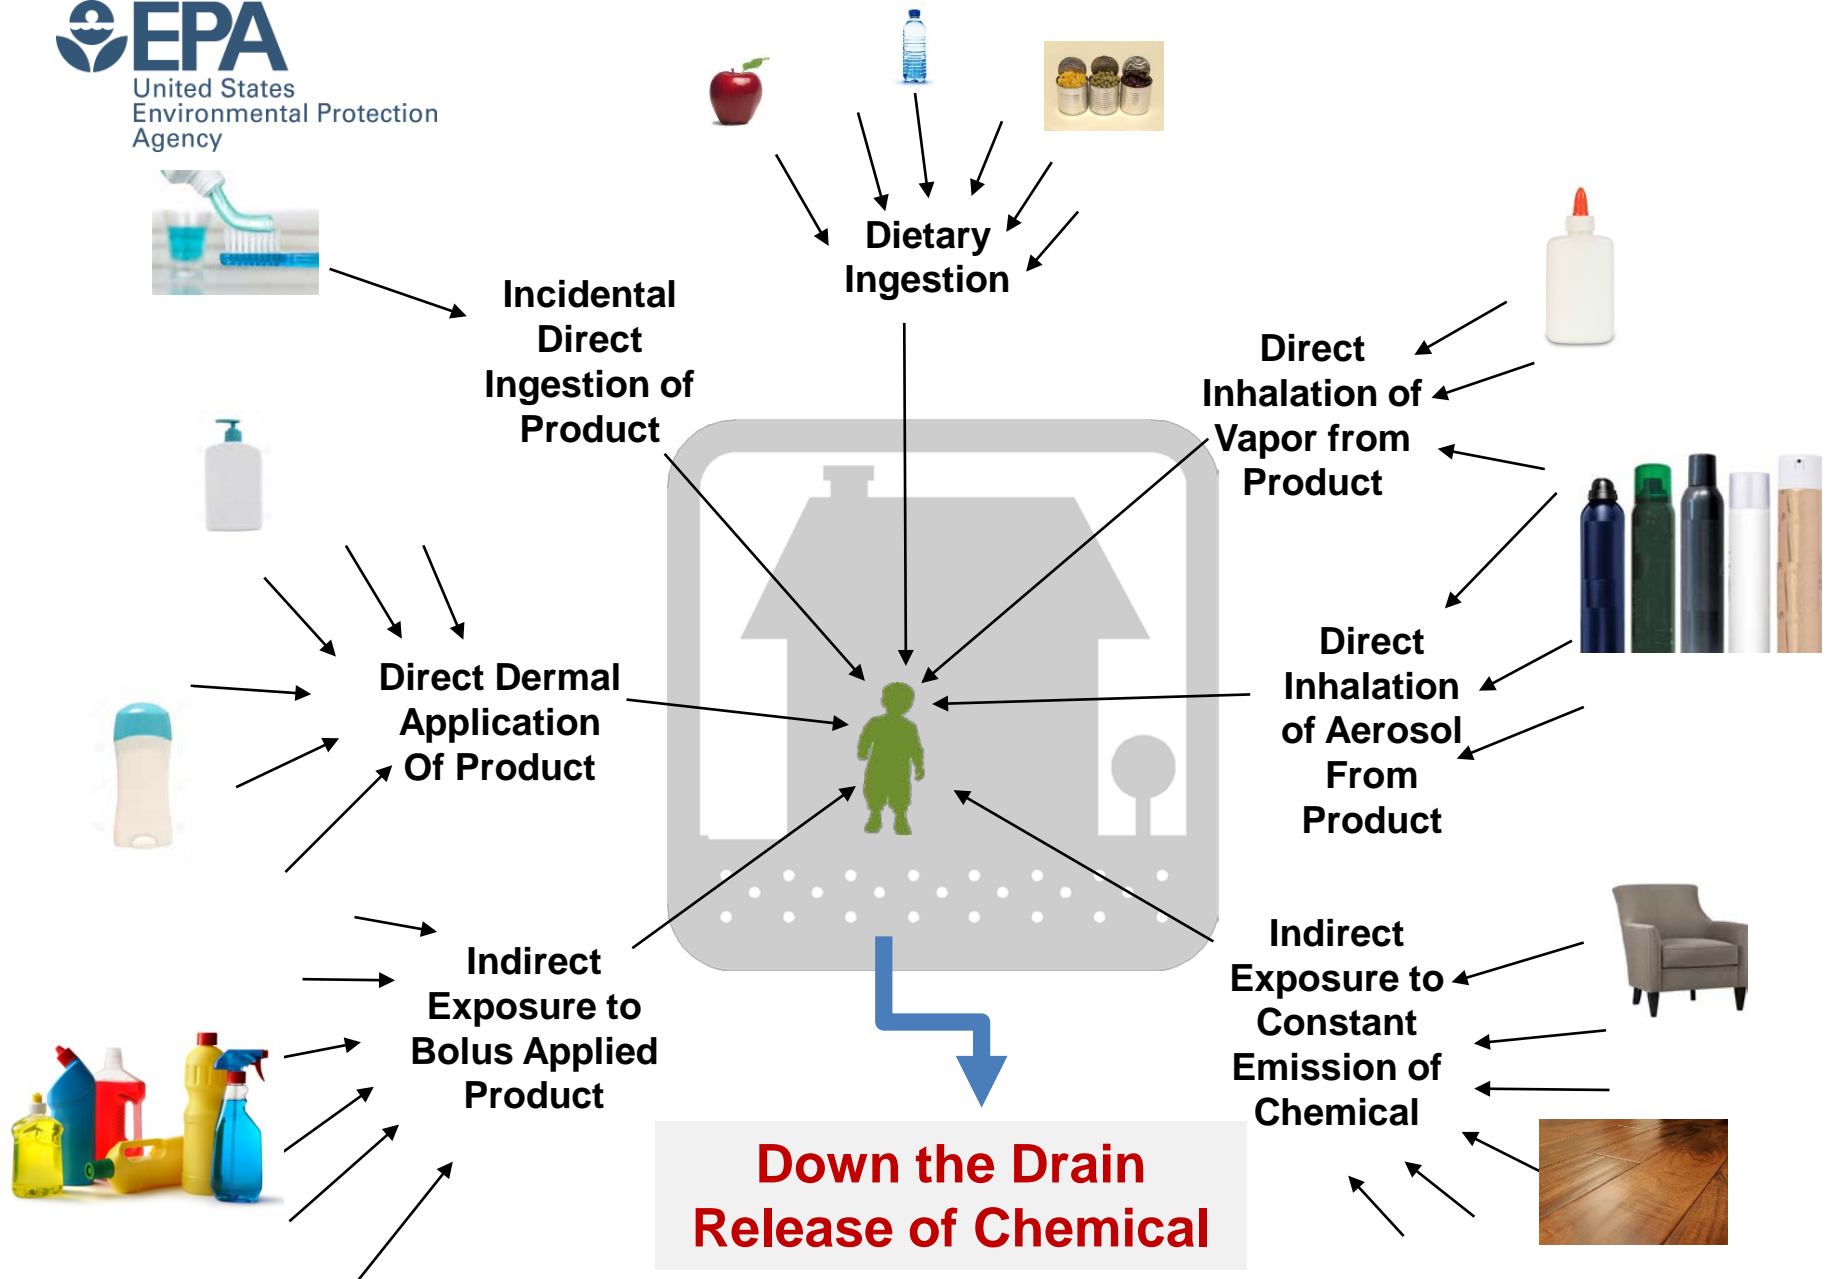 EPA
United States
Environmental Protection
Agency
Dietary
Ingestion
Incidental
Direct
Ingestion of
Product
Direct
Inhalation of
Vapor from
Product
Direct Dermal
Application
Of Product
Direct
Inhalation
of Aerosol
From
Product
Indirect
Exposure to
Bolus Applied
Product
Indirect
Exposure to
Constant
Emission of
Chemical
Down the Drain
Release of Chemical